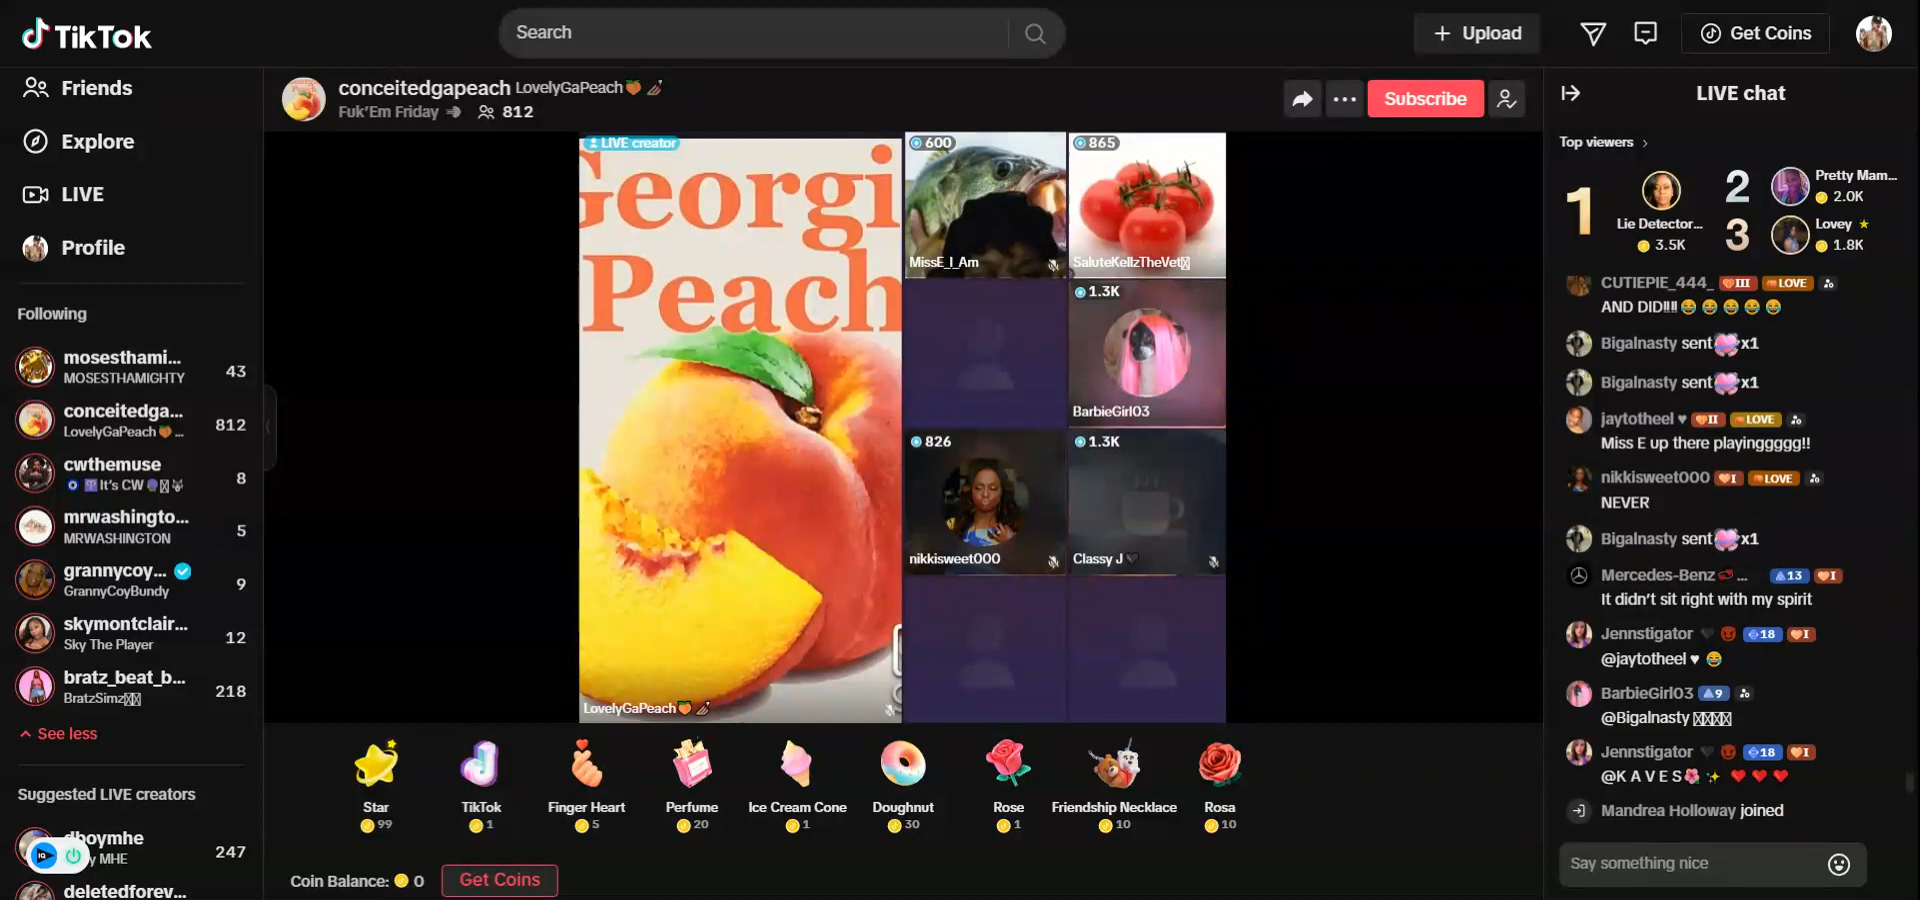 TikTok
Search
Upload
Get Coins
Friends
Explore
LIVE
Profile
Following
mosesthami...
MOSESTHAMIGHTY
43
conceitedga...
LovelyGaPeach🍑 ...
812
cwthemuse
It's CW
8
mrwashingto...
MRWASHINGTON
5
grannycoy...
GrannyCoyBundy
9
skymontclair...
Sky The Player
12
bratz_beat_b...
BratzSimz
218
See less
Suggested LIVE creators
dboymhe
y MHE
247
deletedforev...
conceitedgapeach LovelyGaPeach🍑
Fuk'Em Friday 812
Subscribe
LIVE creator
Georgi
Peach
LovelyGaPeach🍑
600
MissE_I_Am
865
SaluteKellzTheVet
1.3K
BarbieGirl03
826
nikkisweet000
1.3K
Classy J🖤
Star
99
TikTok
1
Finger Heart
5
Perfume
20
Ice Cream Cone
1
Doughnut
30
Rose
1
Friendship Necklace
10
Rosa
10
Coin Balance: 0
Get Coins
LIVE chat
Top viewers
1
Lie Detector...
3.5K
2
Pretty Mam...
2.0K
3
Lovey ★
1.8K
CUTIEPIE_444_ III LOVE
AND DID!!!! 😂 😂 😂 😂 😂
Bigalnasty sent x1
Bigalnasty sent x1
jaytotheel ♥ II LOVE
Miss E up there playinggggg!!
nikkisweet000 I LOVE
NEVER
Bigalnasty sent x1
Mercedes-Benz ... 13 I
It didn't sit right with my spirit
Jennstigator 🖤 18 I
@jaytotheel ♥ 😂
BarbieGirl03 9
@Bigalnasty
Jennstigator 🖤 18 I
@K A V E S🌺 ✨ ♥ ♥ ♥
Mandrea Holloway joined
Say something nice